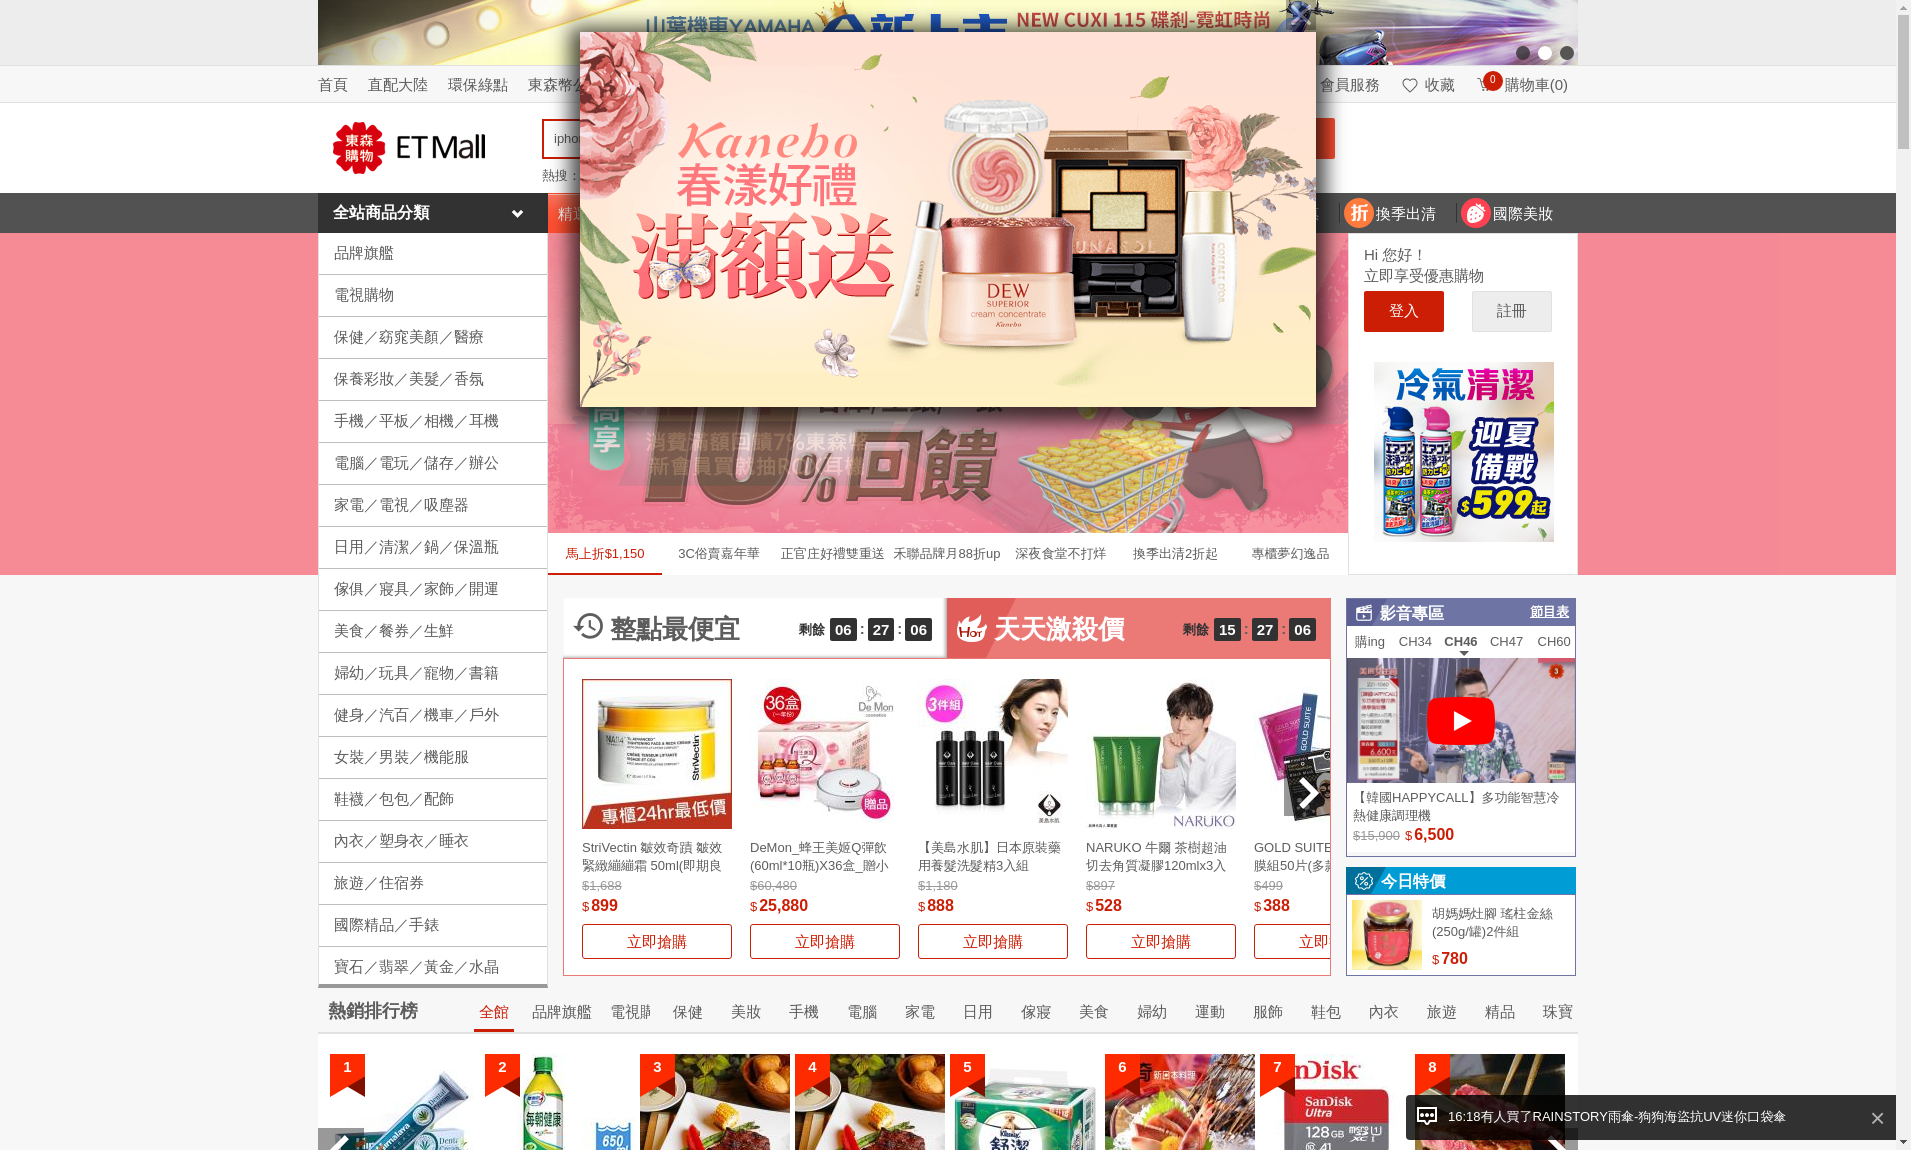 山葉機車YAMAHA 全新上市 NEW CUXI 115 碟剎-霓虹時尚
首頁 直配大陸 環保綠點 東森幣 會員服務 收藏 0 購物車(0)
東森購物 ETMall
熱搜：
全站商品分類
換季出清 國際美妝
品牌旗艦
電視購物
保健／窈窕美顏／醫療
保養彩妝／美髮／香氛
手機／平板／相機／耳機
電腦／電玩／儲存／辦公
家電／電視／吸塵器
日用／清潔／鍋／保溫瓶
傢俱／寢具／家飾／開運
美食／餐券／生鮮
婦幼／玩具／寵物／書籍
健身／汽百／機車／戶外
女裝／男裝／機能服
鞋襪／包包／配飾
內衣／塑身衣／睡衣
旅遊／住宿券
國際精品／手錶
寶石／翡翠／黃金／水晶
Kanebo
春漾好禮
滿額送
COFFRET D'OR
LUNASOL
DEW
SUPERIOR
cream concentrate
Kanebo
消費滿額回饋7%東森幣
10%回饋
Hi 您好！
立即享受優惠購物
登入 註冊
冷氣清潔
迎夏
備戰
$599起
馬上折$1,150 3C俗賣嘉年華 正官庄好禮雙重送 禾聯品牌月88折up 深夜食堂不打烊 換季出清2折起 專櫃夢幻逸品
整點最便宜 剩餘 06 : 27 : 06
HOT 天天激殺價 剩餘 15 : 27 : 06
專櫃24hr最低價
StriVectin 皺效奇蹟 皺效
緊緻繃繃霜 50ml(即期良
$1,688
$899
立即搶購
36盒
(一年份)
De Mon
贈品
DeMon_蜂王美姬Q彈飲
(60ml*10瓶)X36盒_贈小
$60,480
$25,880
立即搶購
3件組
美島水肌
【美島水肌】日本原裝藥
用養髮洗髮精3入組
$1,180
$888
立即搶購
NARUKO
NARUKO 牛爾 茶樹超油
切去角質凝膠120mlx3入
$897
$528
立即搶購
GOLD SUITE
GOLD SUITE
膜組50片(多
$499
$388
立即
影音專區 節目表
購ing CH34 CH46 CH47 CH60
【韓國HAPPYCALL】多功能智慧冷
熱健康調理機
$15,900 $6,500
今日特價
胡媽媽灶腳 瑤柱金絲
(250g/罐)2件組
$780
熱銷排行榜
全館 品牌旗艦 電視 保健 美妝 手機 電腦 家電 日用 傢寢 美食 婦幼 運動 服飾 鞋包 內衣 旅遊 精品 珠寶
1 2 3 4 5 6 7 8
每朝健康
650
舒潔
新日本料理
SanDisk
Ultra
128GB
16:18有人買了RAINSTORY雨傘-狗狗海盜抗UV迷你口袋傘